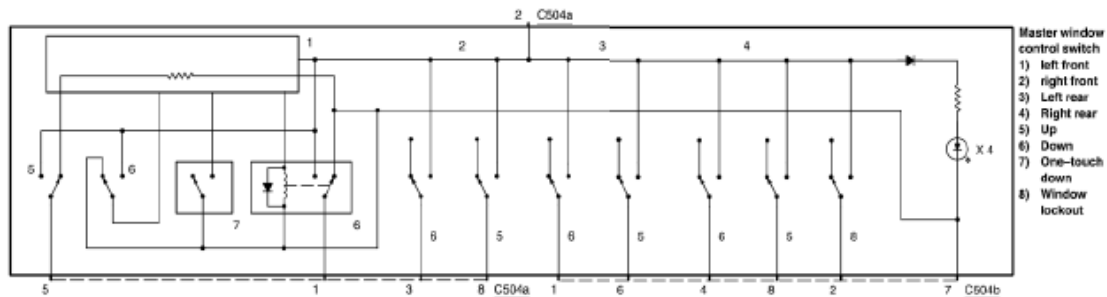 2 C504a
1 2 3 4
Master window
control switch
1) left front
2) right front
3) Left rear
4) Right rear
5) Up
6) Down
7) One-touch
down
8) Window
lockout
X 4
5 6 7 6 6 5 6 5 6 5 8
5 1 3 8 C504a 1 6 4 8 2 7 C504b